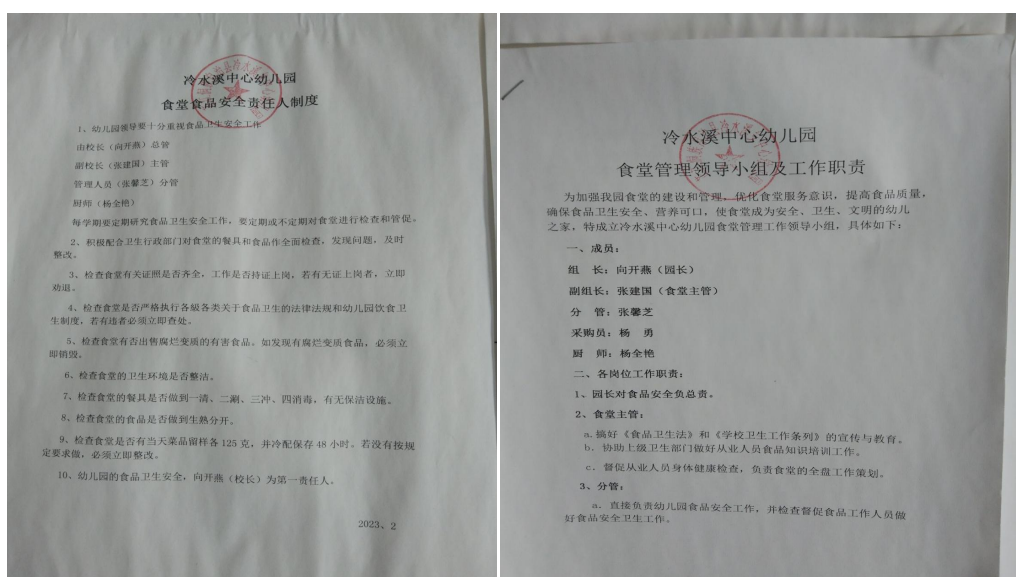 冷水溪中心幼儿园
食堂食品安全责任人制度
1、幼儿园领导要十分重视食品卫生安全工作
由校长（向开燕）总管
副校长（张建国）主管
管理人员（张馨芝）分管
厨师（杨全艳）
每学期要定期研究食品卫生安全工作，要定期或不定期对食堂进行检查和管促。
2、积极配合卫生行政部门对食堂的餐具和食品作全面检查，发现问题，及时
整改。
3、检查食堂有关证照是否齐全，工作是否持证上岗，若有无证上岗者，立即
劝退。
4、检查食堂是否严格执行各级各类关于食品卫生的法律法规和幼儿园饮食卫
生制度，若有违者必须立即查处。
5、检查食堂有否出售腐烂变质的有害食品。如发现有腐烂变质食品，必须立
即销毁。
6、检查食堂的卫生环境是否整洁。
7、检查食堂的餐具是否做到一清、二涮、三冲、四消毒，有无保洁设施。
8、检查食堂的食品是否做到生熟分开。
9、检查食堂是否有当天菜品留样各125克，并冷配保存48小时。若没有按规
定要求做，必须立即整改。
10、幼儿园的食品卫生安全，向开燕（校长）为第一责任人。
2023、2
冷水溪中心幼儿园
食堂管理领导小组及工作职责
为加强我园食堂的建设和管理，优化食堂服务意识，提高食品质量，
确保食品卫生安全、营养可口，使食堂成为安全、卫生、文明的幼儿
之家，特成立冷水溪中心幼儿园食堂管理工作领导小组，具体如下：
一、成员：
组　长：向开燕（园长）
副组长：张建国（食堂主管）
分　管：张馨芝
采购员：杨　勇
厨　师：杨全艳
二、各岗位工作职责：
1、园长对食品安全负总责。
2、食堂主管：
a.搞好《食品卫生法》和《学校卫生工作条列》的宣传与教育。
b．协助上级卫生部门做好从业人员食品知识培训工作。
c．督促从业人员身体健康检查，负责食堂的全盘工作策划。
3、分管：
a．直接负责幼儿园食品安全工作，并检查督促食品工作人员做
好食品安全卫生工作。